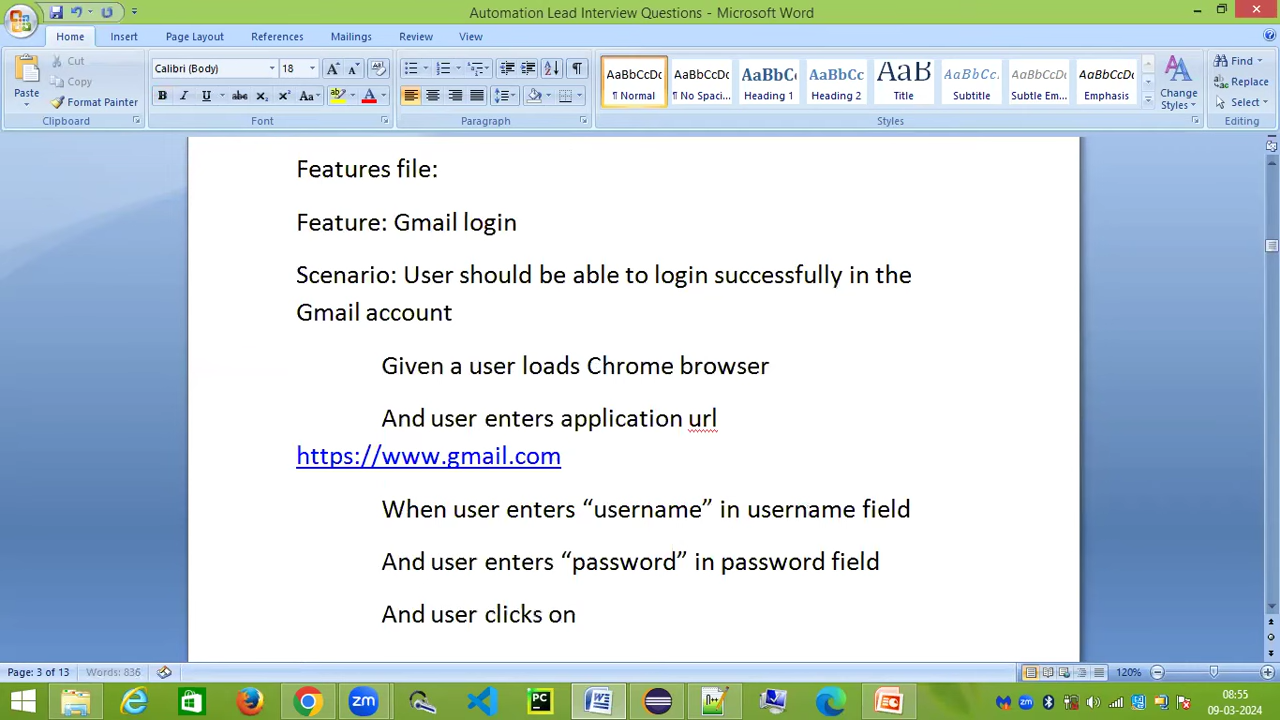 Automation Lead Interview Questions - Microsoft Word
Home Insert Page Layout References Mailings Review View
Paste
Cut
Copy
Format Painter
Clipboard
Calibri (Body) 18
Font
Paragraph
AaBbCcDc AaBbCcDc AaBbC AaBbCc AaB AaBbCc. AaBbCcDc AaBbCcDc
¶ Normal ¶ No Spaci... Heading 1 Heading 2 Title Subtitle Subtle Em... Emphasis
Change Styles
Styles
Find
Replace
Select
Editing
Features file:
Feature: Gmail login
Scenario: User should be able to login successfully in the
Gmail account
Given a user loads Chrome browser
And user enters application url
https://www.gmail.com
When user enters “username” in username field
And user enters “password” in password field
And user clicks on
Page: 3 of 13 Words: 836 120%
08:55
09-03-2024